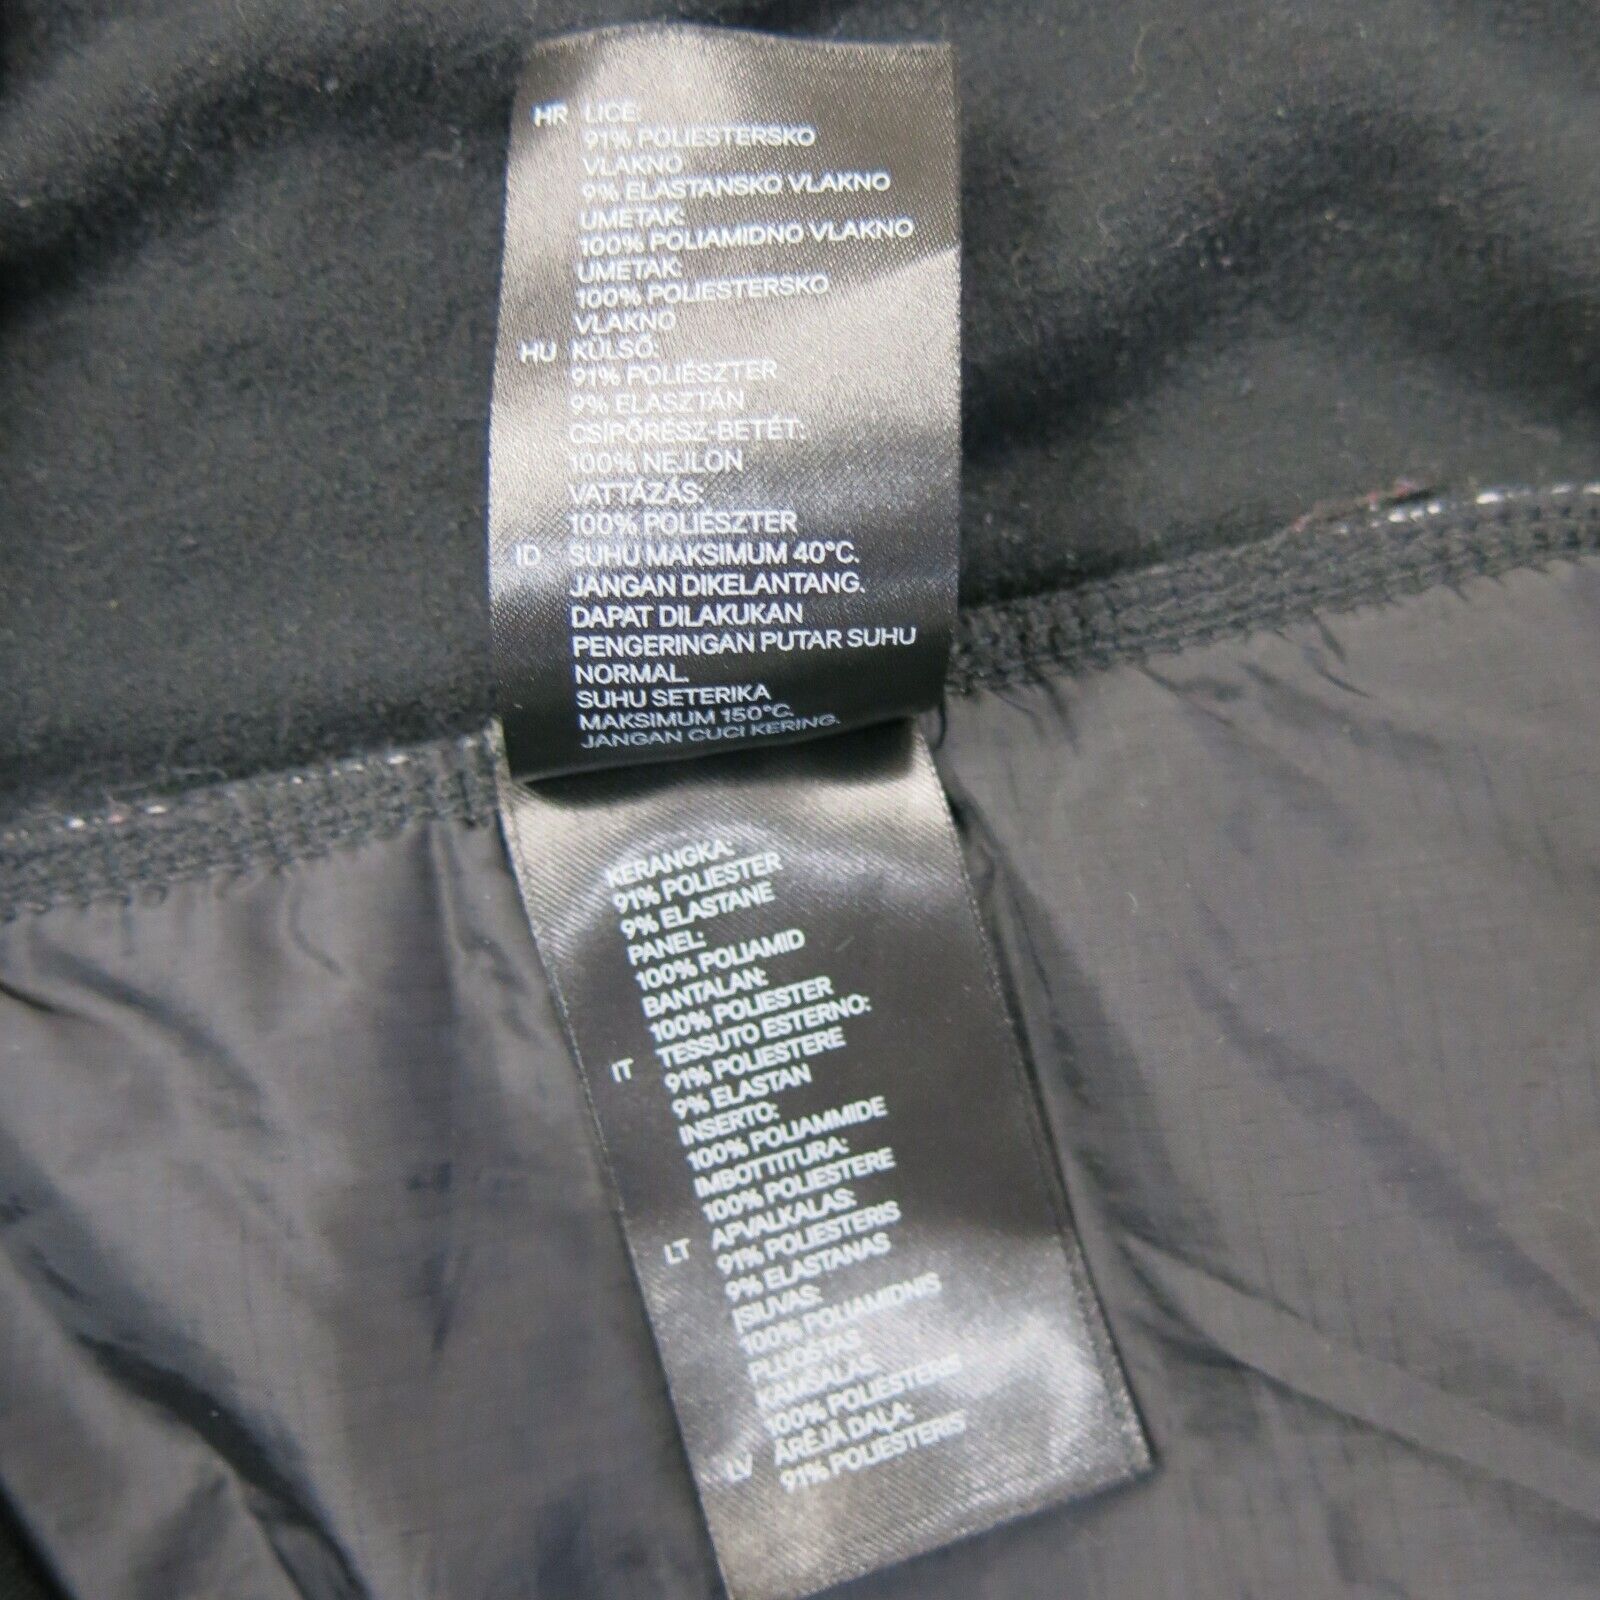 HR LICE:
91% POLIESTERSKO
VLAKNO
9% ELASTANSKO VLAKNO
UMETAK:
100% POLIAMIDNO VLAKNO
UMETAK:
100% POLIESTERSKO
VLAKNO
HU KÜLSŐ:
91% POLIÉSZTER
9% ELASZTÁN
CSÍPŐRÉSZ-BETÉT:
100% NEJLON
VATTÁZÁS:
100% POLIÉSZTER
ID SUHU MAKSIMUM 40°C.
JANGAN DIKELANTANG.
DAPAT DILAKUKAN
PENGERINGAN PUTAR SUHU
NORMAL.
SUHU SETERIKA
MAKSIMUM 150°C.
JANGAN CUCI KERING.
KERANGKA:
91% POLIESTER
9% ELASTANE
PANEL:
100% POLIAMID
BANTALAN:
100% POLIESTER
IT TESSUTO ESTERNO:
91% POLIESTERE
9% ELASTAN
INSERTO:
100% POLIAMMIDE
IMBOTTITURA:
100% POLIESTERE
LT APVALKALAS:
91% POLIESTERIS
9% ELASTANAS
ĮSIUVAS:
100% POLIAMIDNIS
PLUOŠTAS
KAMŠALAS
100% POLIESTERIS
LV ĀRĒJĀ DAĻA:
91% POLIESTERIS